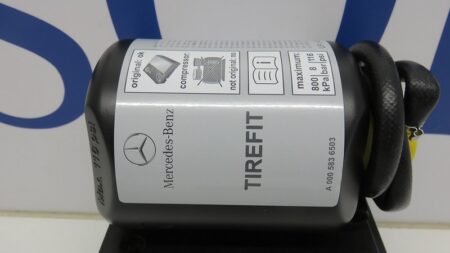 original: ok
compressor:
not original: no
maximum:
800 | 8 | 116
kPa | bar | psi
Mercedes-Benz
TIREFIT
A 000 583 6503